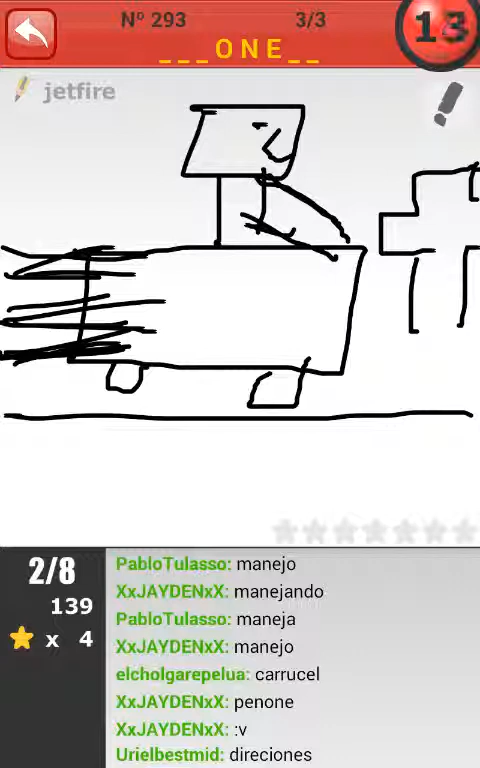 Nº 293 3/3 13
_ _ _ O N E _ _
jetfire
2/8
139
x 4
PabloTulasso: manejo
XxJAYDENxX: manejando
PabloTulasso: maneja
XxJAYDENxX: manejo
elcholgarepelua: carrucel
XxJAYDENxX: penone
XxJAYDENxX: :v
Urielbestmid: direciones